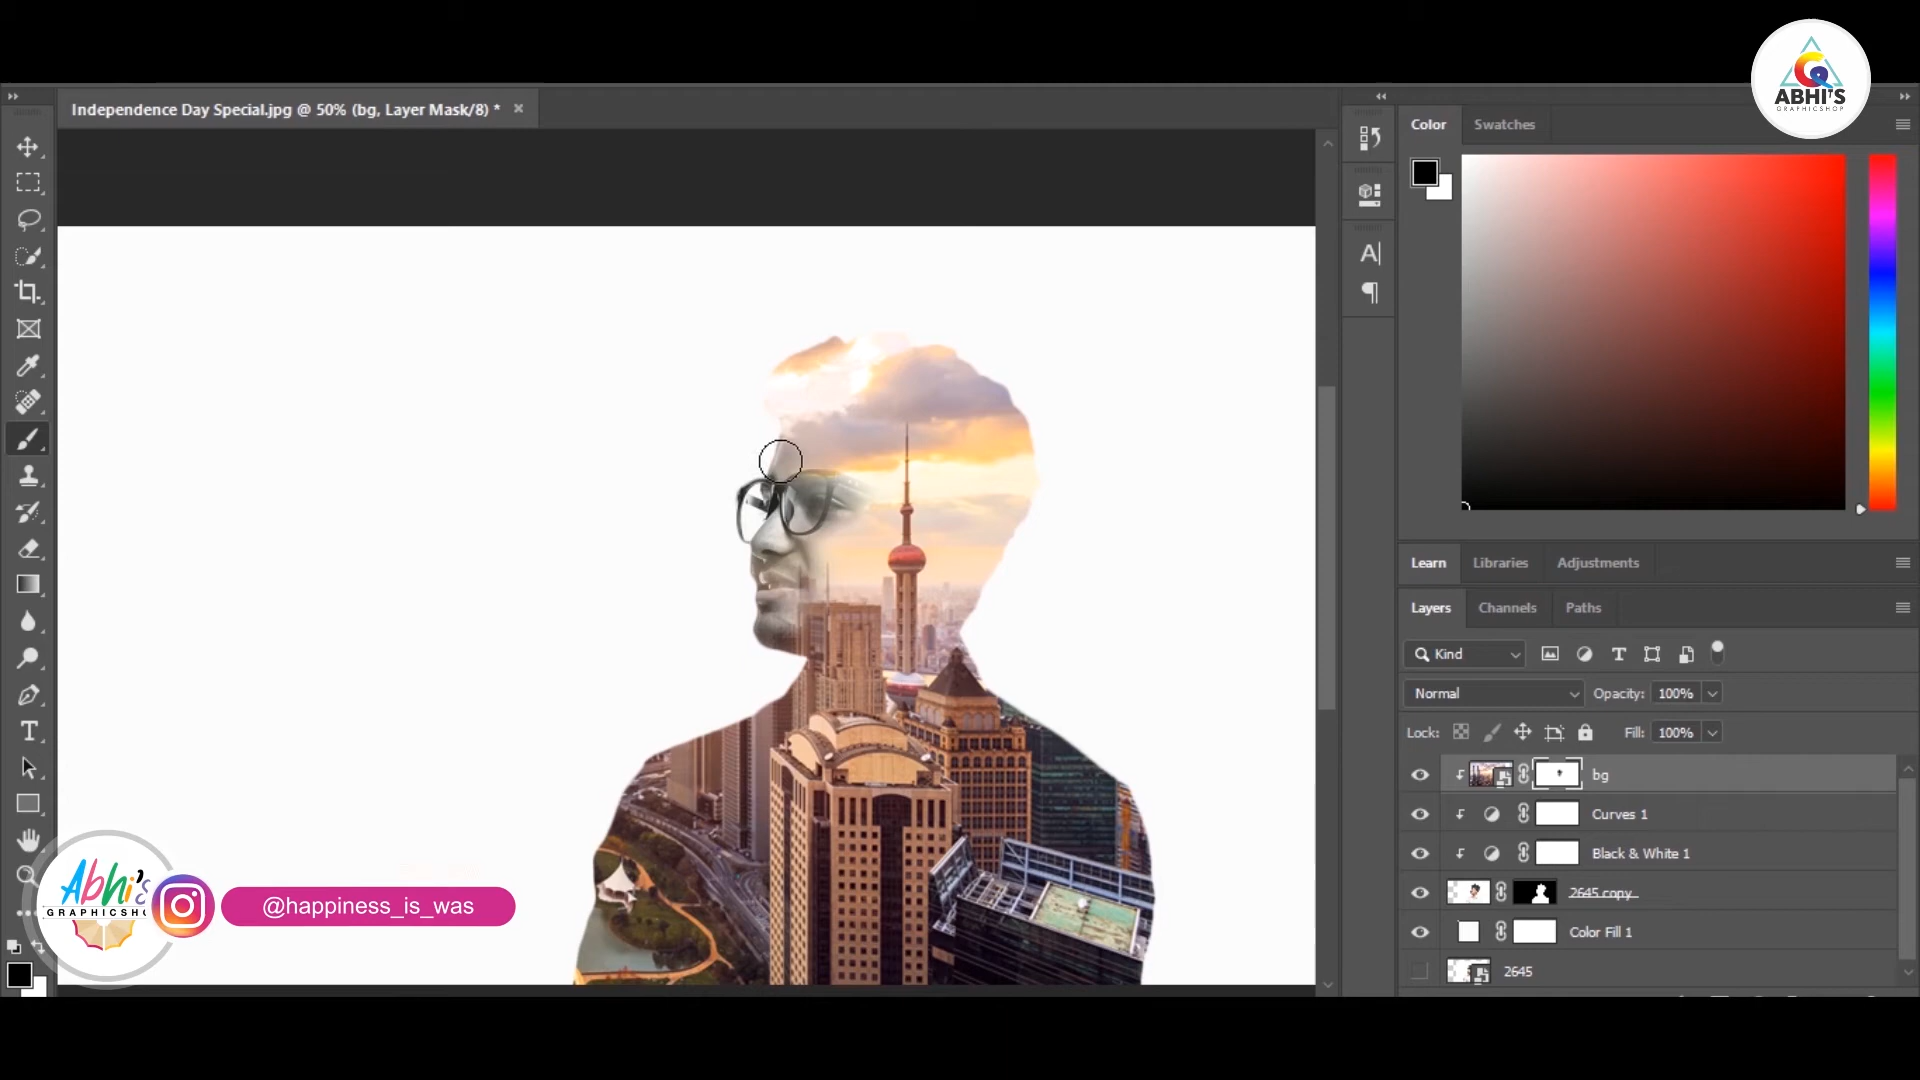 ABHI'S
GRAPHICSHOP
Independence Day Special.jpg @ 50% (bg, Layer Mask/8) *
Color
Swatches
Learn
Libraries
Adjustments
Layers
Channels
Paths
Kind
Normal
Opacity: 100%
Lock:
Fill: 100%
bg
Curves 1
Black & White 1
2645 copy
Color Fill 1
2645
Abhi's
GRAPHICSHO
@happiness_is_was